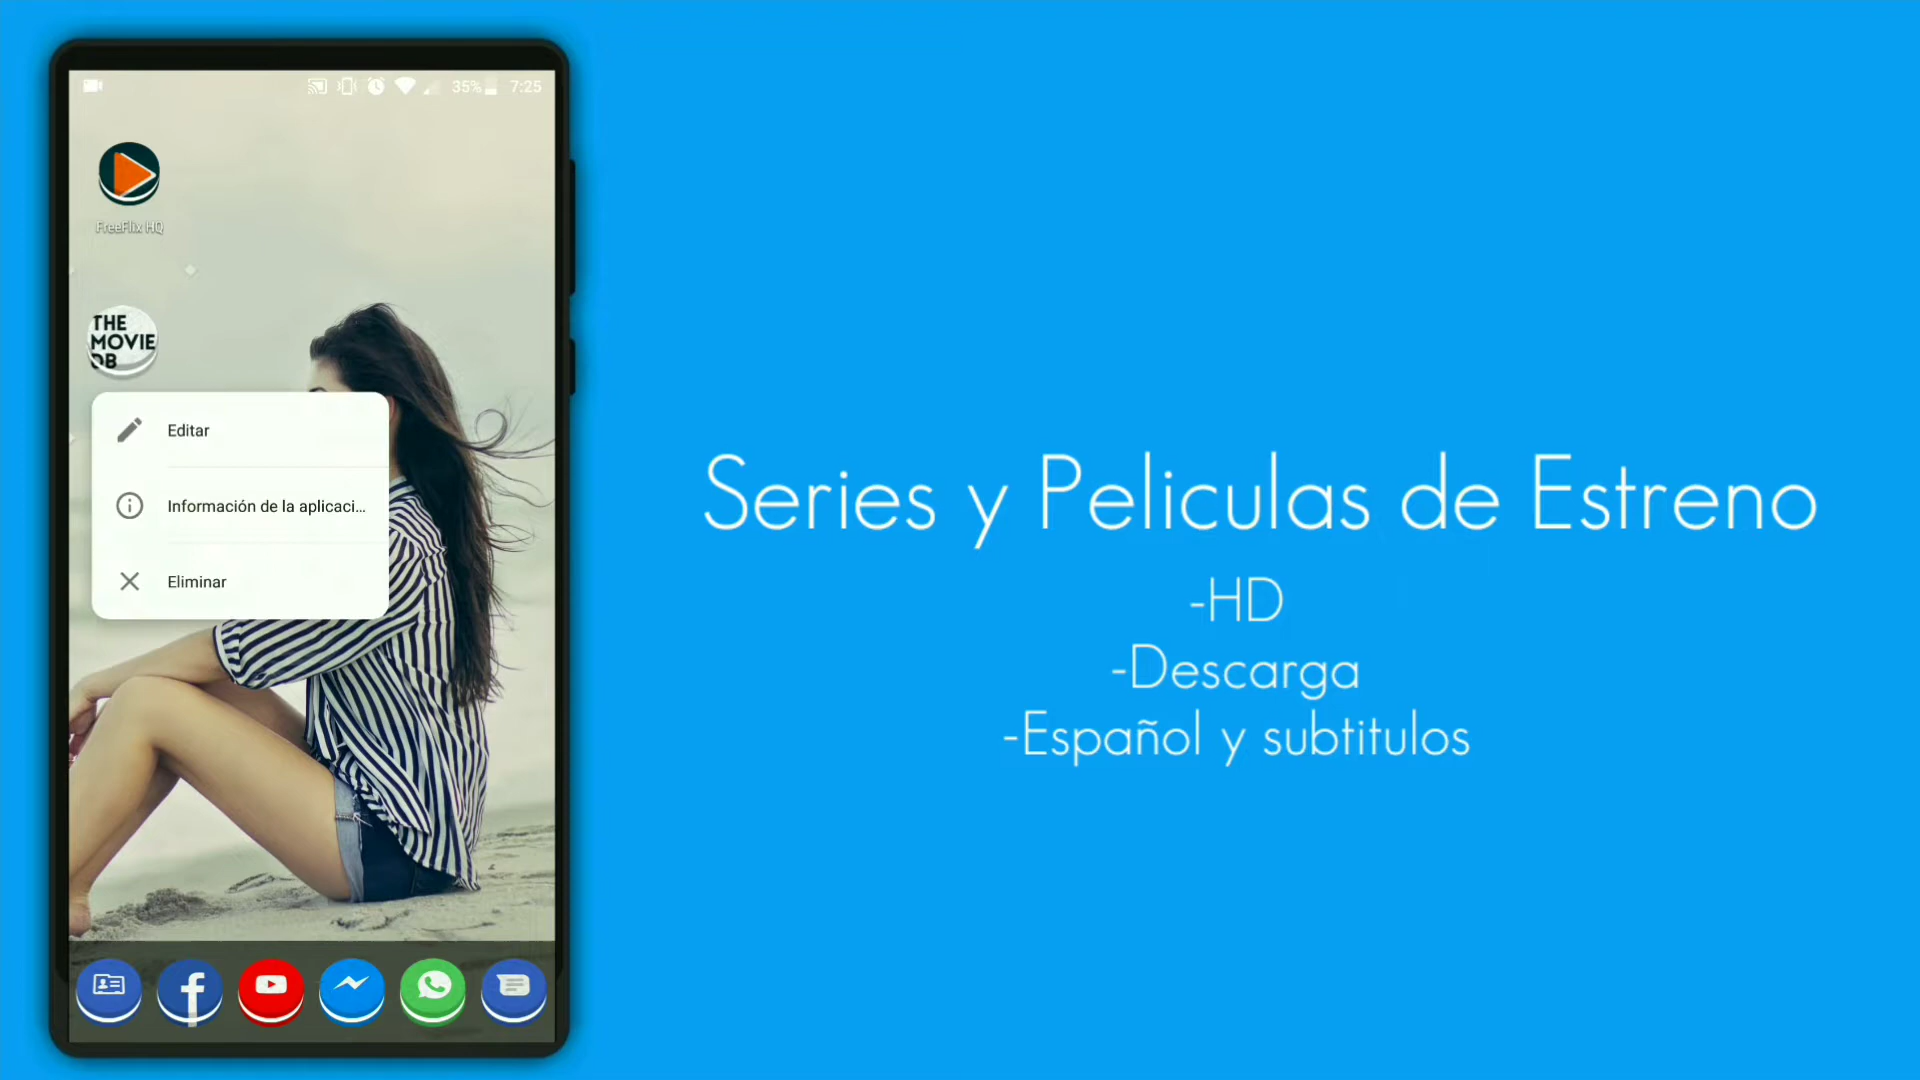 35% 7:25
FreeFlix HQ
THE
MOVIE
DB
Editar
Información de la aplicaci...
Eliminar
Series y Peliculas de Estreno
-HD
-Descarga
-Español y subtitulos